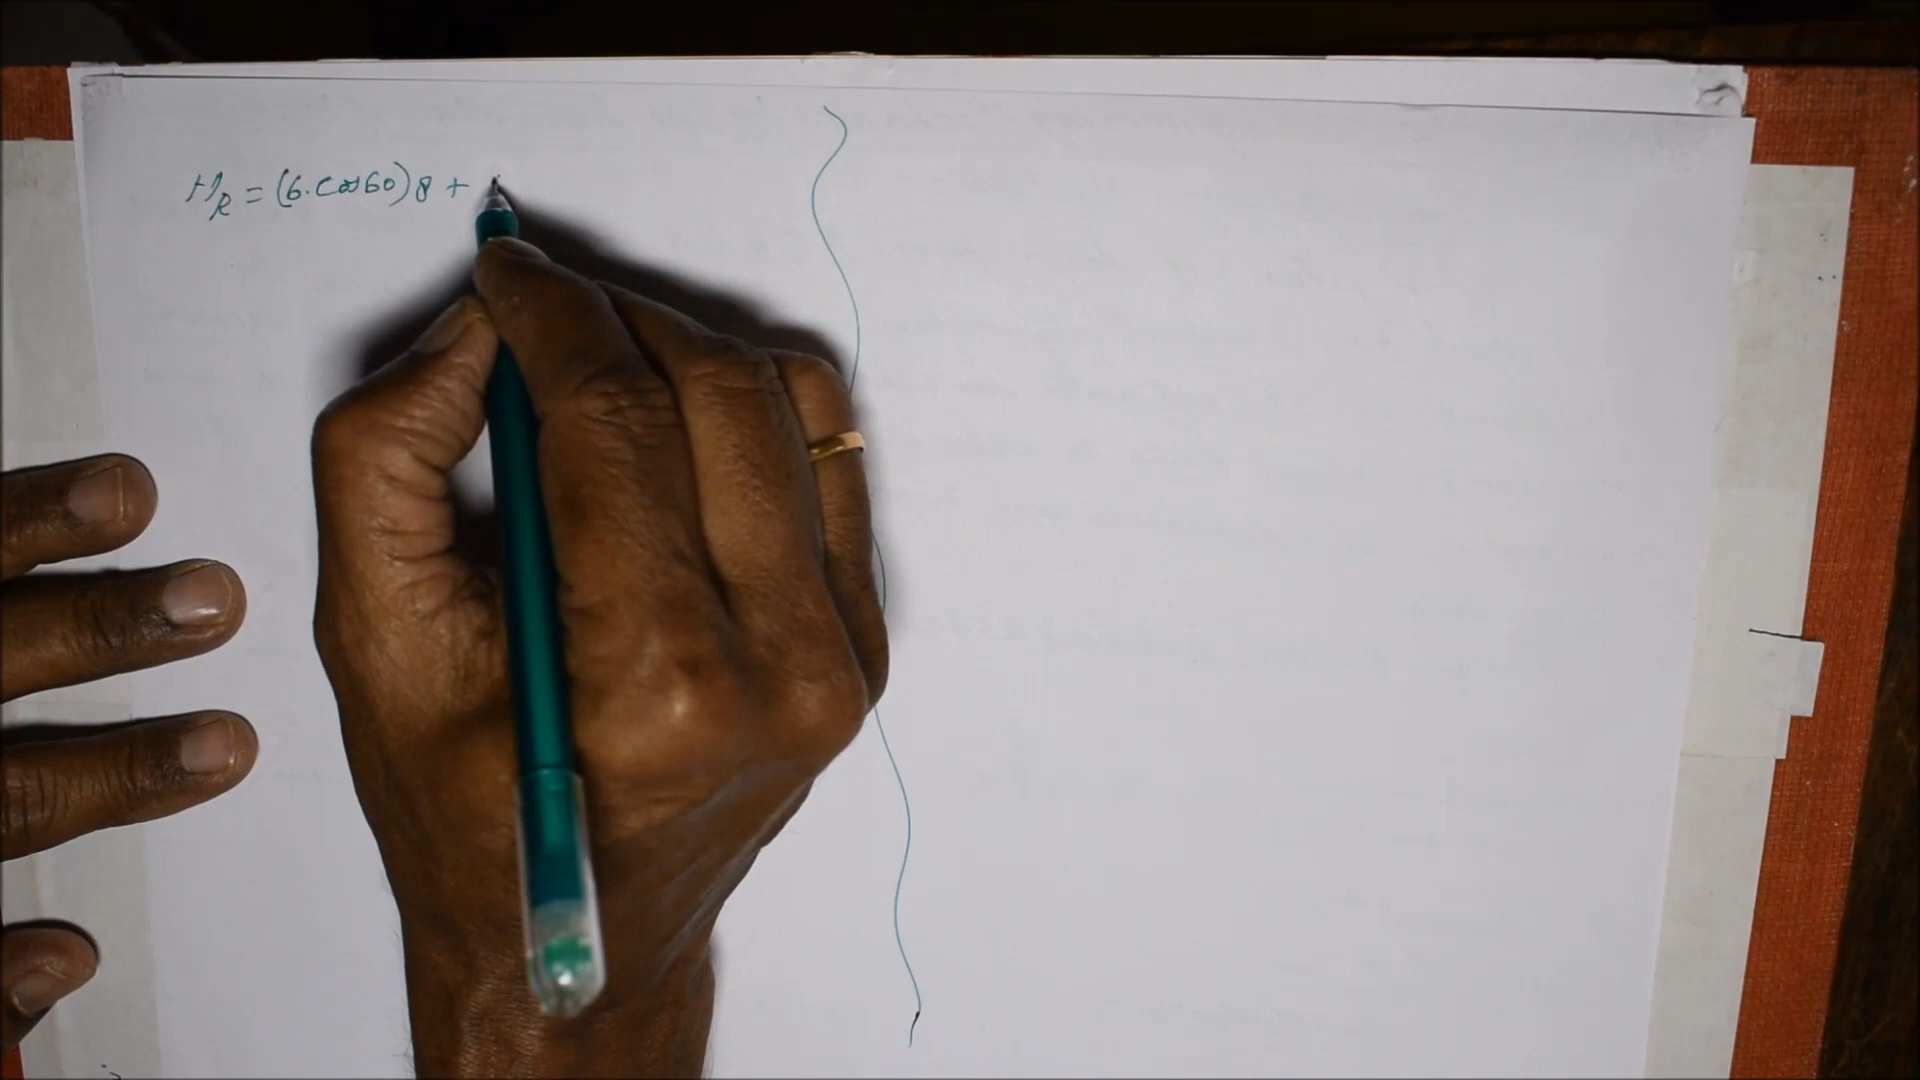 M_R = (6.cos60)8 +